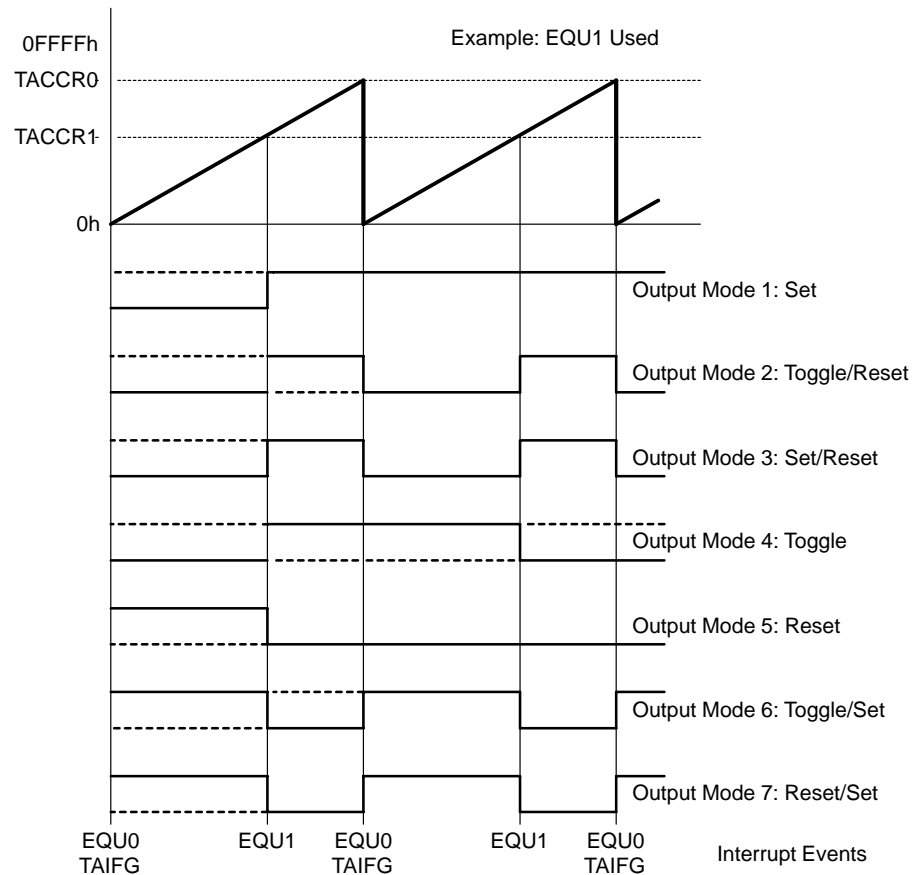 0FFFFh
Example: EQU1 Used
TACCR0
TACCR1
0h
Output Mode 1: Set
Output Mode 2: Toggle/Reset
Output Mode 3: Set/Reset
Output Mode 4: Toggle
Output Mode 5: Reset
Output Mode 6: Toggle/Set
Output Mode 7: Reset/Set
EQU0
TAIFG
EQU1
EQU0
TAIFG
EQU1
EQU0
TAIFG
Interrupt Events